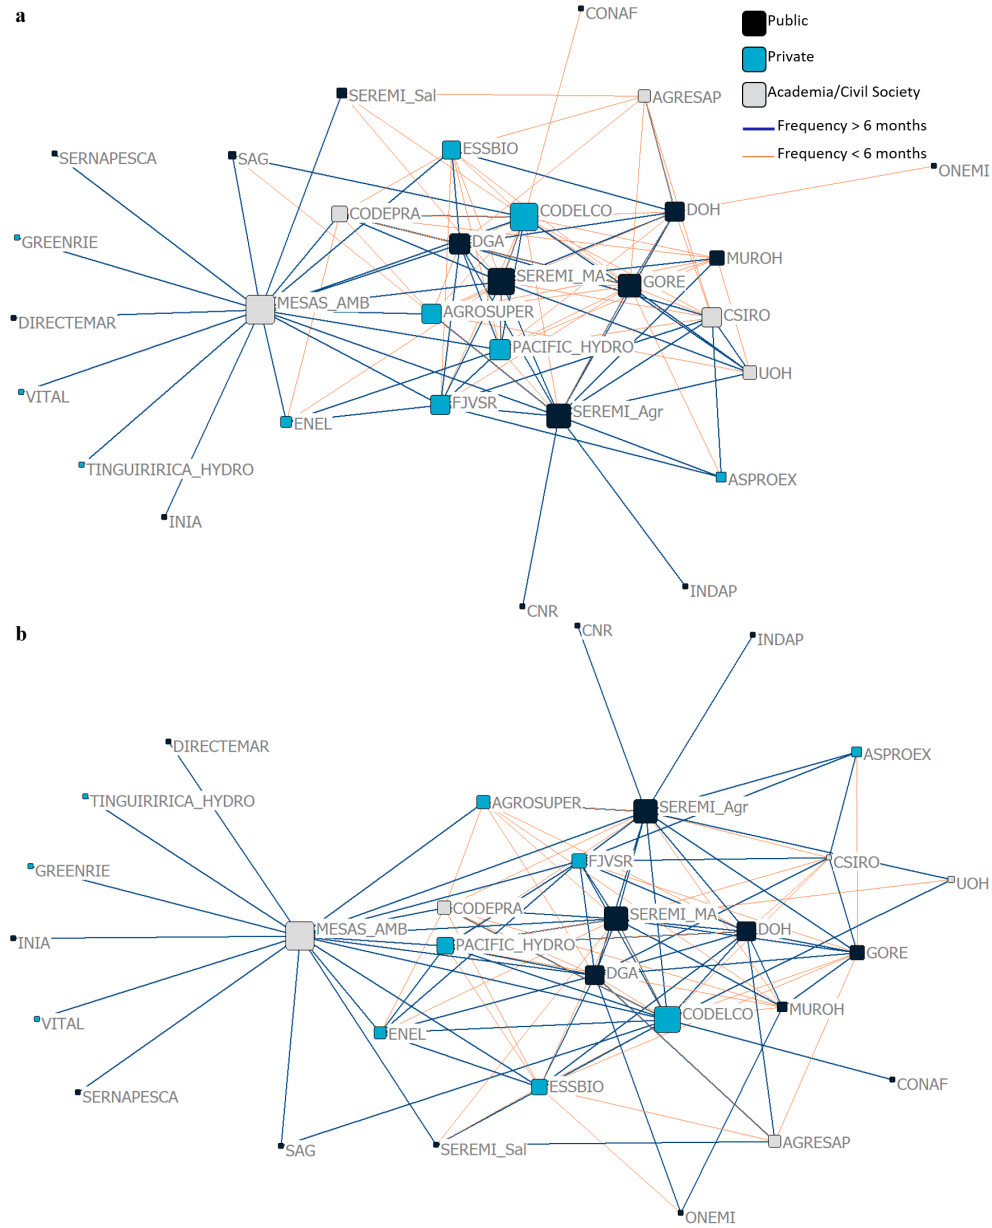 a
CONAF
Public
Private
Academia/Civil Society
Frequency > 6 months
Frequency < 6 months
SEREMI_Sal
AGRESAP
SERNAPESCA
SAG
ESSBIO
ONEMI
CODEPRA
CODELCO
DOH
GREENRIE
DGA
MUROH
SEREMI_MA
GORE
MESAS_AMB
AGROSUPER
CSIRO
DIRECTEMAR
PACIFIC_HYDRO
UOH
VITAL
FJVSR
SEREMI_Agr
ENEL
TINGUIRIRICA_HYDRO
ASPROEX
INIA
INDAP
CNR
b
CNR
INDAP
DIRECTEMAR
ASPROEX
TINGUIRIRICA_HYDRO
AGROSUPER
SEREMI_Agr
GREENRIE
FJVSR
CSIRO
UOH
CODEPRA
SEREMI_MA
MESAS_AMB
DOH
INIA
PACIFIC_HYDRO
GORE
DGA
MUROH
CODELCO
VITAL
ENEL
CONAF
ESSBIO
SERNAPESCA
AGRESAP
SAG
SEREMI_Sal
ONEMI